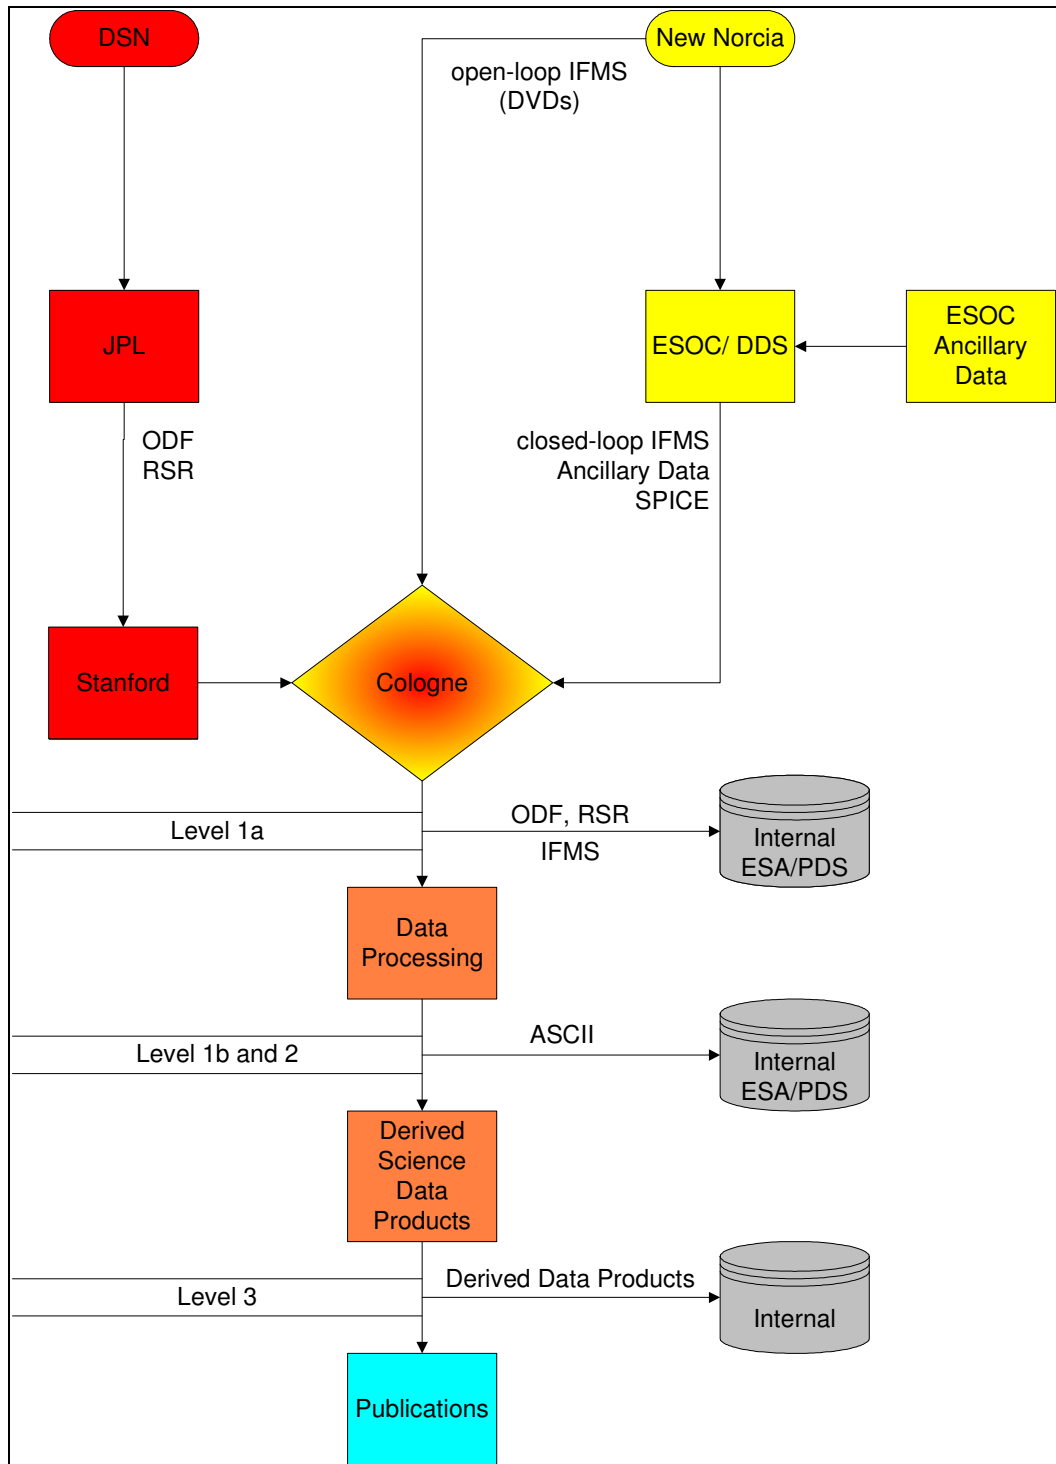 DSN
New Norcia
open-loop IFMS
(DVDs)
JPL
ESOC/ DDS
ESOC
Ancillary
Data
ODF
RSR
closed-loop IFMS
Ancillary Data
SPICE
Stanford
Cologne
Level 1a
ODF, RSR
IFMS
Internal
ESA/PDS
Data
Processing
Level 1b and 2
ASCII
Internal
ESA/PDS
Derived
Science
Data
Products
Level 3
Derived Data Products
Internal
Publications